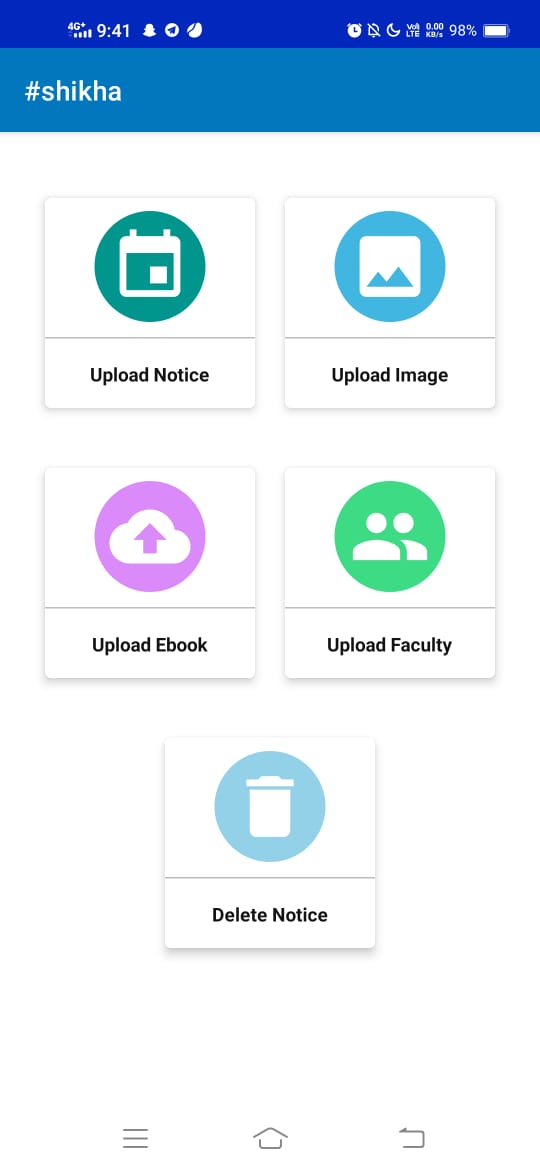 4G+ 9:41 Vo) LTE 0.00 KB/s 98%
#shikha
Upload Notice Upload Image
Upload Ebook Upload Faculty
Delete Notice